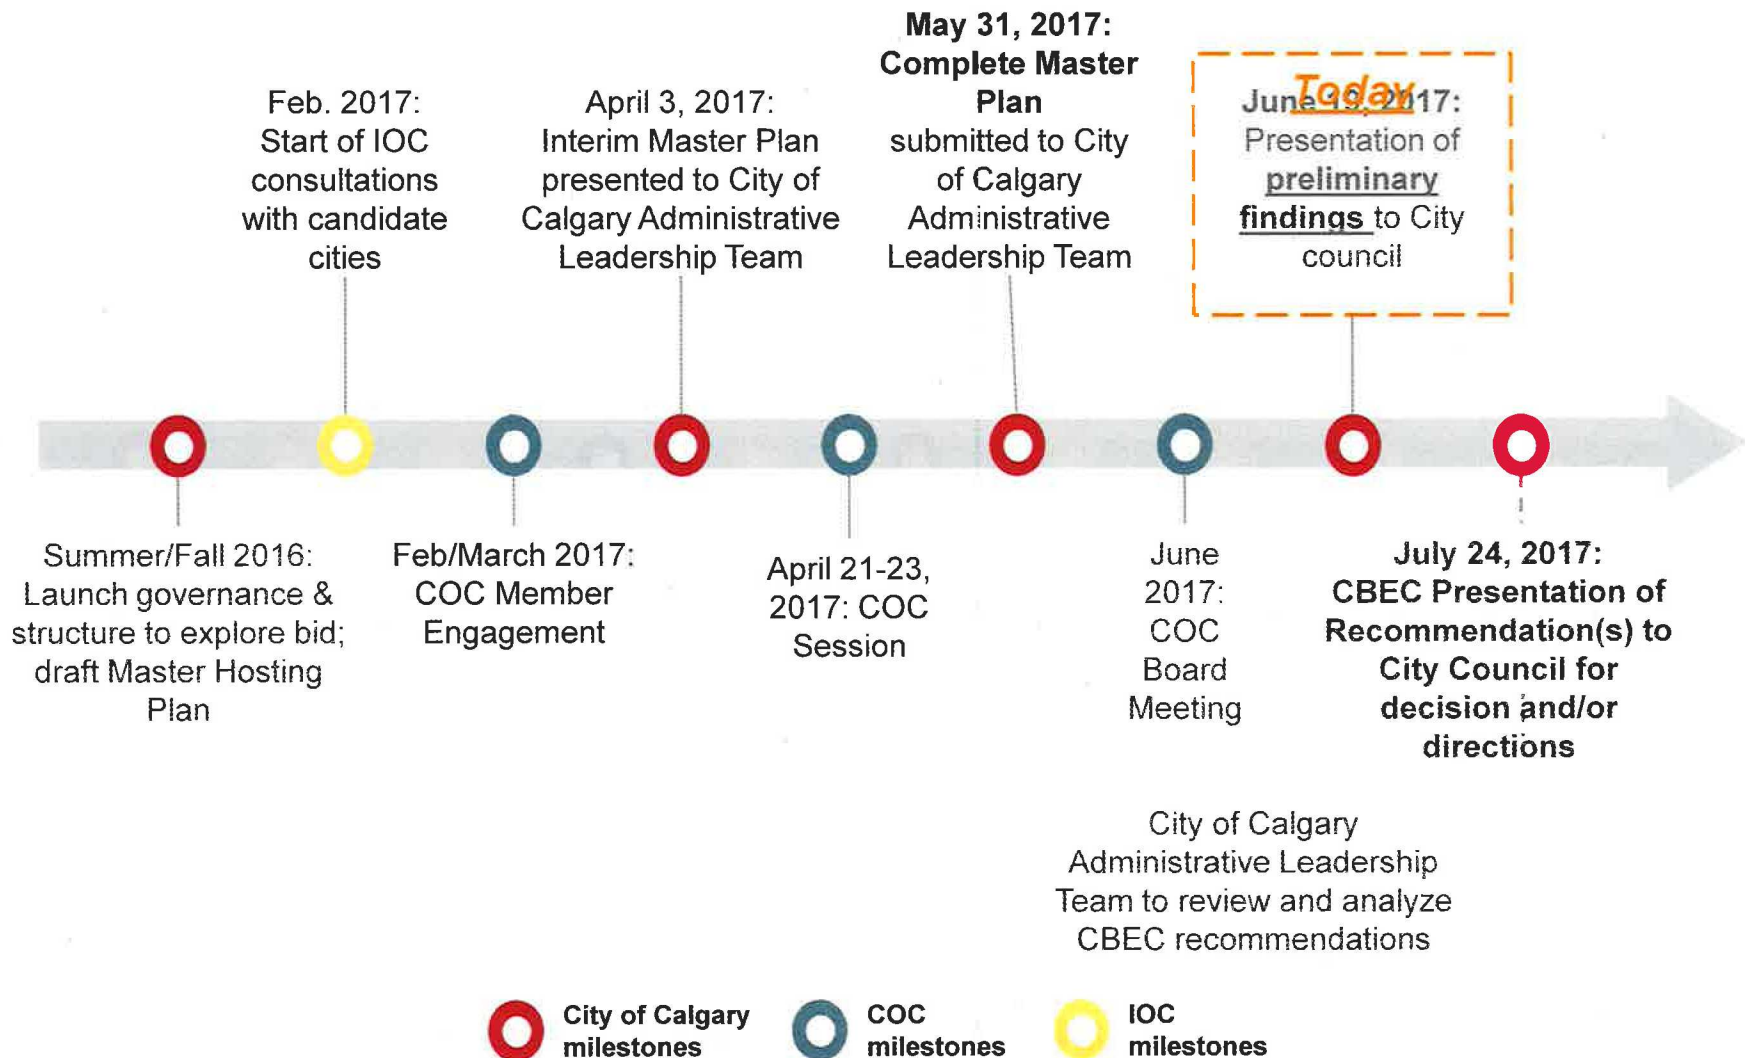 May 31, 2017:
Complete Master
Plan
submitted to City
of Calgary
Administrative
Leadership Team
Feb. 2017:
Start of IOC
consultations
with candidate
cities
April 3, 2017:
Interim Master Plan
presented to City of
Calgary Administrative
Leadership Team
Today
June 19, 2017:
Presentation of
preliminary
findings to City
council
Summer/Fall 2016:
Launch governance &
structure to explore bid;
draft Master Hosting
Plan
Feb/March 2017:
COC Member
Engagement
April 21-23,
2017: COC
Session
June
2017:
COC
Board
Meeting
July 24, 2017:
CBEC Presentation of
Recommendation(s) to
City Council for
decision and/or
directions
City of Calgary
Administrative Leadership
Team to review and analyze
CBEC recommendations
City of Calgary
milestones
COC
milestones
IOC
milestones